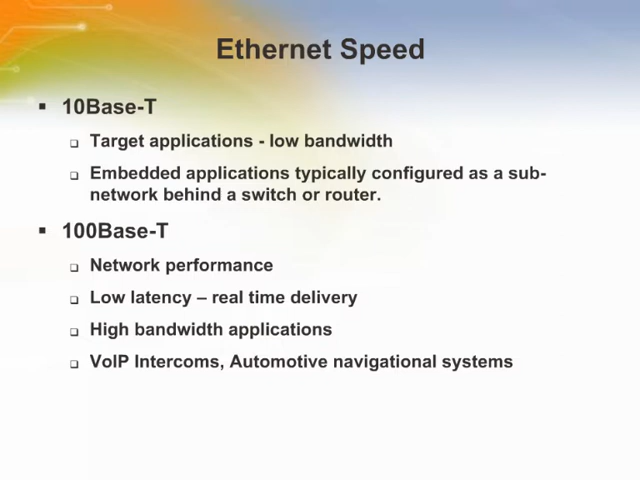 Ethernet Speed
▪ 10Base-T
❑ Target applications - low bandwidth
❑ Embedded applications typically configured as a sub-
network behind a switch or router.
▪ 100Base-T
❑ Network performance
❑ Low latency – real time delivery
❑ High bandwidth applications
❑ VoIP Intercoms, Automotive navigational systems